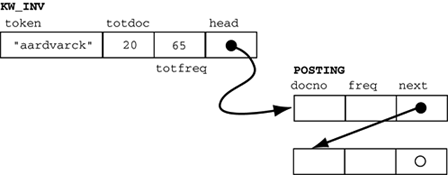 KW_INV
token totdoc head
"aardvarck" 20 65
totfreq
POSTING
docno freq next